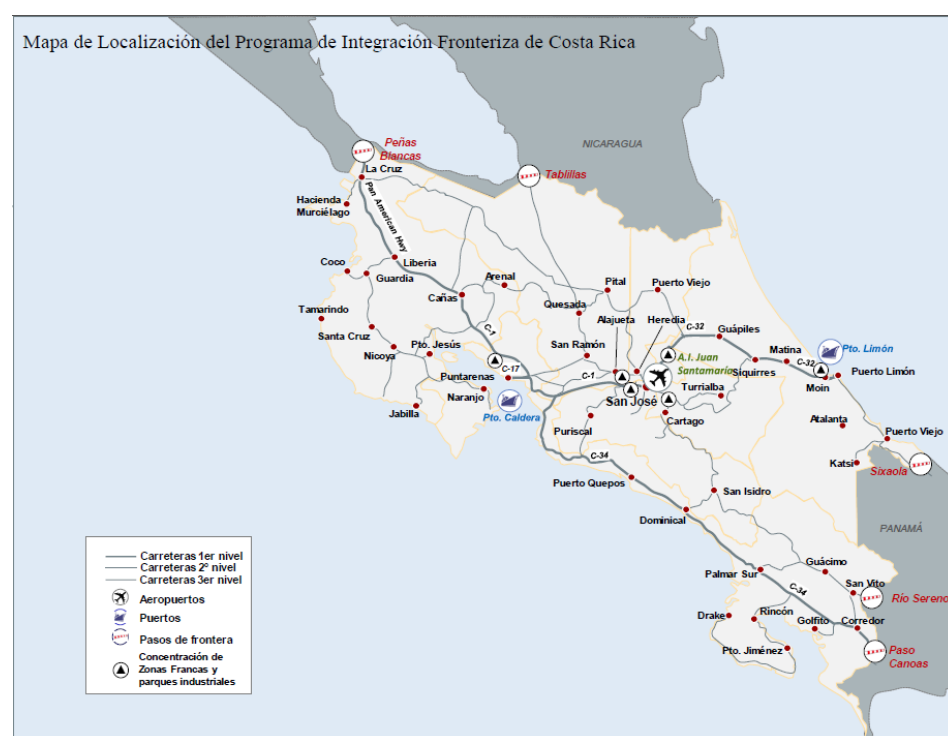 Mapa de Localización del Programa de Integración Fronteriza de Costa Rica
NICARAGUA
Peñas
Blancas
La Cruz
Tablillas
Hacienda
Murciélago
Pan American Hwy
Coco
Liberia
Guardia
Arenal
Pital
Puerto Viejo
Cañas
Quesada
Tamarindo
Alajueta
Heredia
C-32
Guápiles
Santa Cruz
C-1
Pto. Jesús
San Ramón
A.I. Juan
Santamaría
Matina
Pto. Limón
Nicoya
C-17
C-1
Siquirres
C-32
Puerto Limón
Puntarenas
Moin
Turrialba
Naranjo
San José
Jabilla
Pto. Caldera
Puriscal
Cartago
Atalanta
Puerto Viejo
C-34
Katsi
Sixaola
Puerto Quepos
San Isidro
Dominical
PANAMÁ
Guácimo
Palmar Sur
San Vito
C-34
Río Sereno
Drake
Rincón
Golfito
Corredor
Pto. Jiménez
Paso
Canoas
Carreteras 1er nivel
Carreteras 2º nivel
Carreteras 3er nivel
Aeropuertos
Puertos
Pasos de frontera
Concentración de
Zonas Francas y
parques industriales